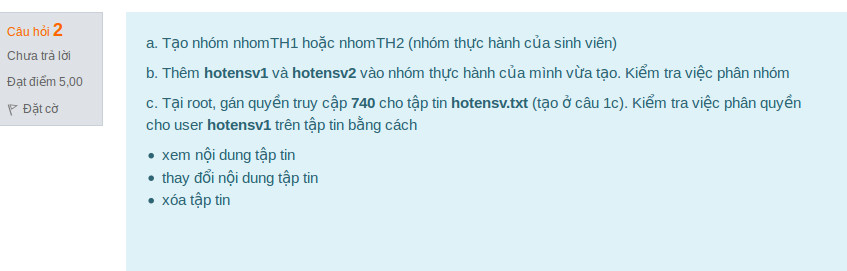 Câu hỏi 2
Chưa trả lời
Đạt điểm 5,00
Đặt cờ
a. Tạo nhóm nhomTH1 hoặc nhomTH2 (nhóm thực hành của sinh viên)
b. Thêm hotensv1 và hotensv2 vào nhóm thực hành của mình vừa tạo. Kiểm tra việc phân nhóm
c. Tại root, gán quyền truy cập 740 cho tập tin hotensv.txt (tạo ở câu 1c). Kiểm tra việc phân quyền
cho user hotensv1 trên tập tin bằng cách
• xem nội dung tập tin
• thay đổi nội dung tập tin
• xóa tập tin